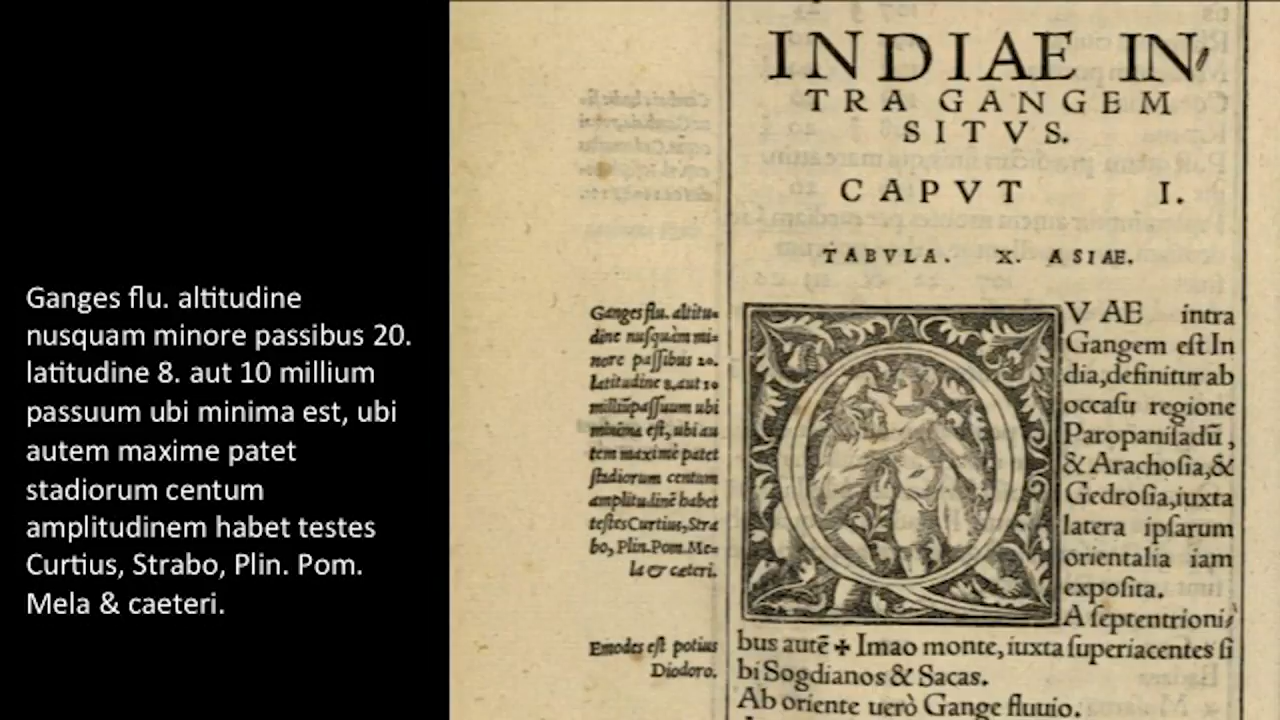 Ganges flu. altitudine
nusquam minore passibus 20.
latitudine 8. aut 10 millium
passuum ubi minima est, ubi
autem maxime patet
stadiorum centum
amplitudinem habet testes
Curtius, Strabo, Plin. Pom.
Mela & caeteri.
INDIAE IN/
TRA GANGEM
SITVS.
CAPVT I.
TABVLA. X. ASIAE.
Ganges flu. altitu=
dine nusquàm mi=
nore passibus 20.
latitudine 8. aut 10
milliũ passuum ubi
minima est, ubi au
tem maximè patet
stadiorum centum
amplitudinẽ habet
testes Curtius, Stra
bo, Plin. Pom. Me=
la & cæteri.
Emodes est potius
Diodoro.
QVAE intra
Gangem eſt In
dia, definitur ab
occaſu regione
Paropaniſadũ,
& Arachoſia, &
Gedroſia, iuxta
latera ipſarum
orientalia iam
expoſita.
A ſeptentrioni/
bus autẽ ✚ Imao monte, iuxta ſuperiacentes ſi
bi Sogdianos & Sacas.
Ab oriente uerò Gange fluuio.